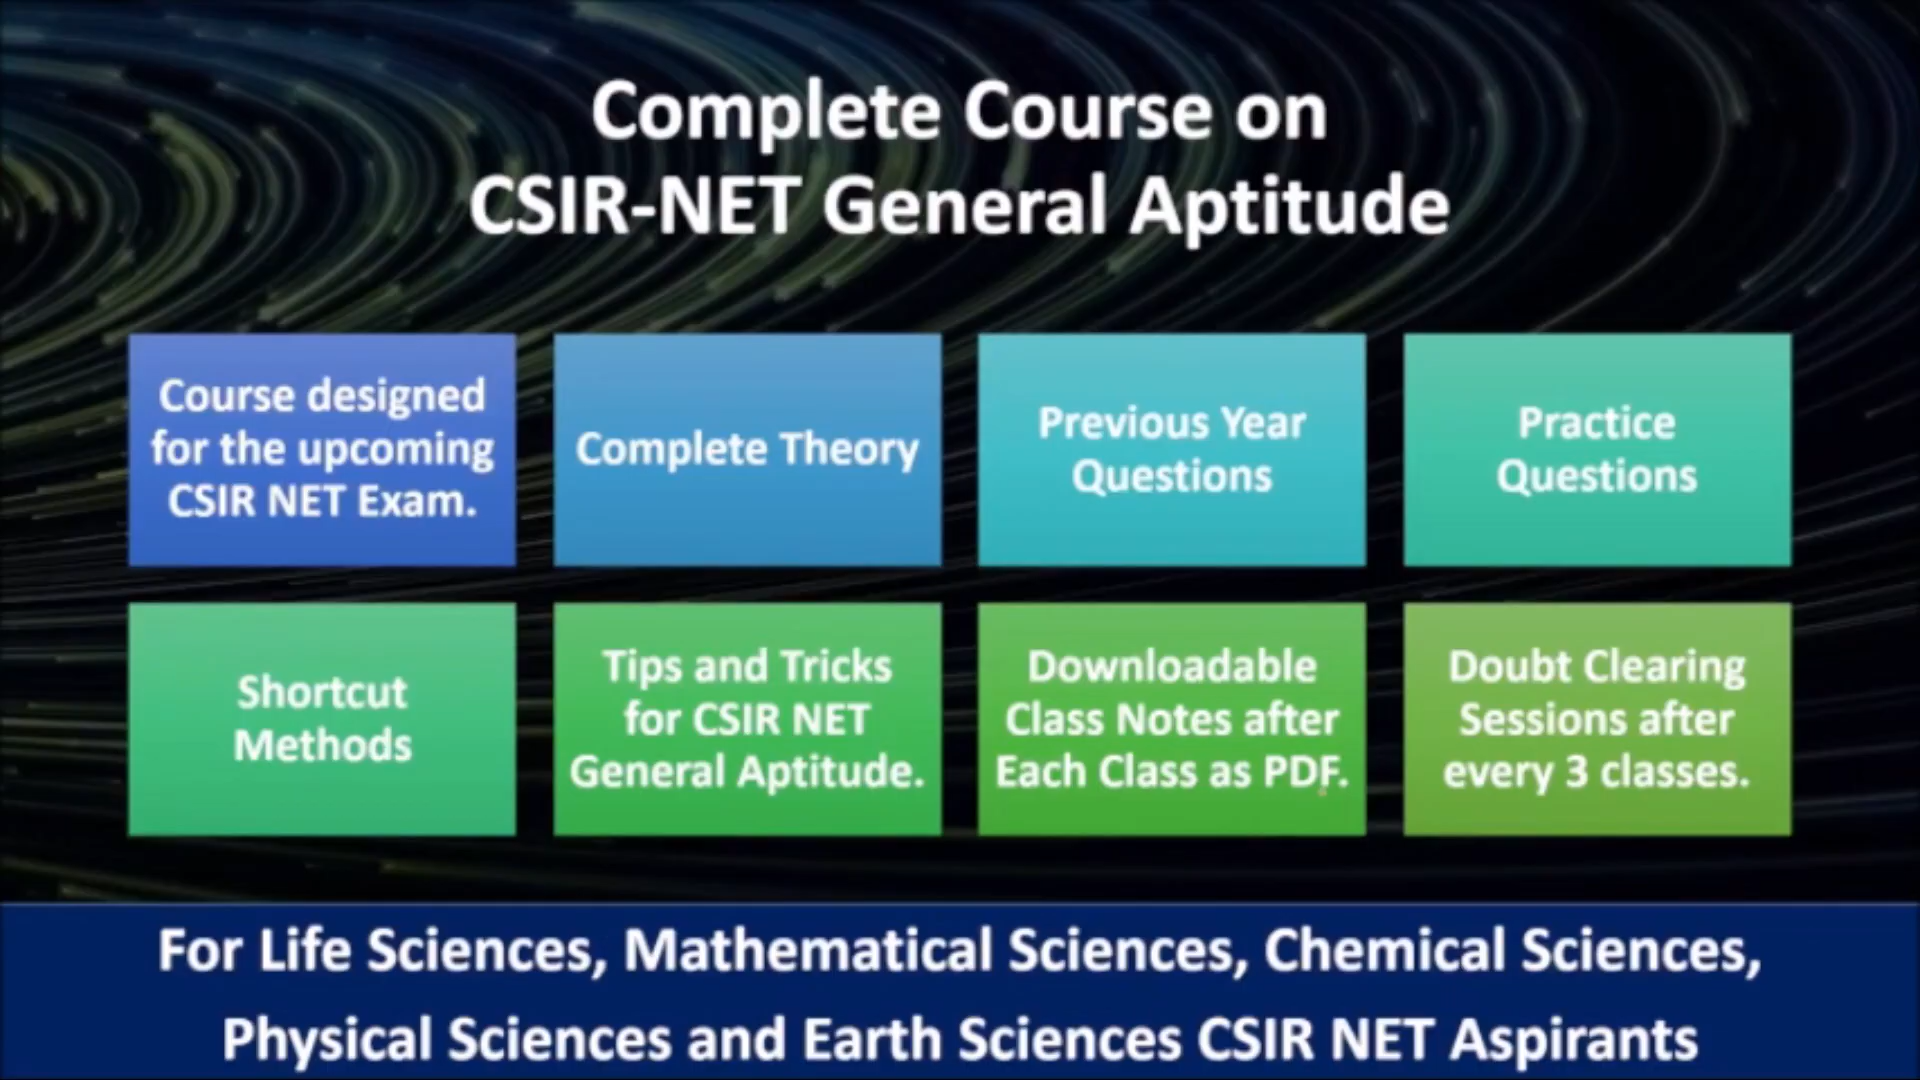 Complete Course on
CSIR-NET General Aptitude
Course designed
for the upcoming
CSIR NET Exam.
Complete Theory
Previous Year
Questions
Practice
Questions
Shortcut
Methods
Tips and Tricks
for CSIR NET
General Aptitude.
Downloadable
Class Notes after
Each Class as PDF.
Doubt Clearing
Sessions after
every 3 classes.
For Life Sciences, Mathematical Sciences, Chemical Sciences,
Physical Sciences and Earth Sciences CSIR NET Aspirants